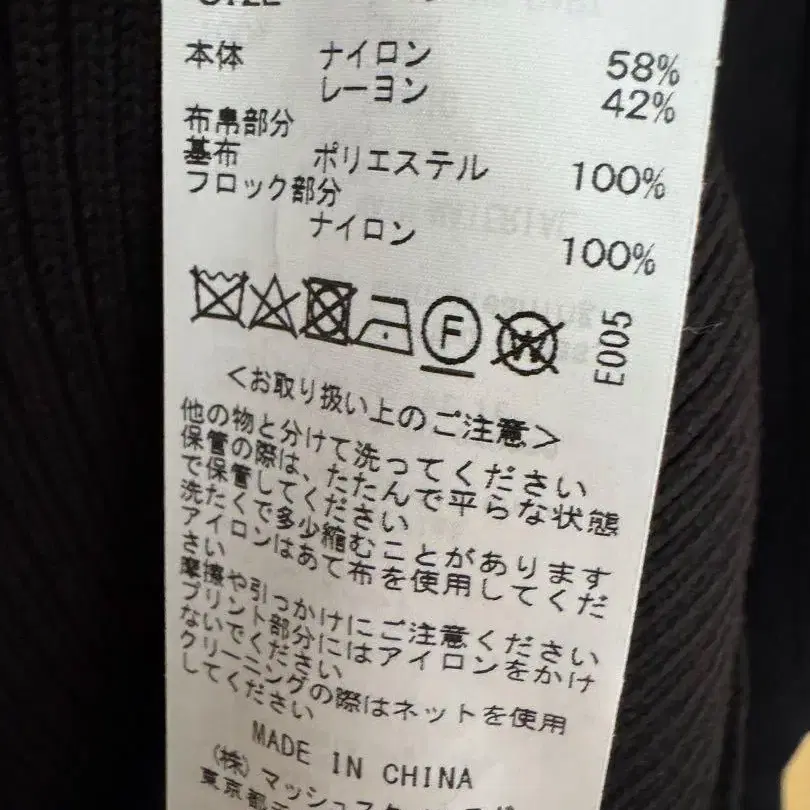 SIZE
本体 ナイロン 58%
レーヨン 42%
布帛部分
基布 ポリエステル 100%
フロック部分
ナイロン 100%
F W E005
<お取り扱い上のご注意>
他の物と分けて洗ってください
保管の際は、たたんで平らな状態
で保管してください
洗たくで多少縮むことがあります
アイロンはあて布を使用してくだ
さい
摩擦や引っかけにご注意ください
プリント部分にはアイロンをかけ
ないでください
クリーニングの際はネットを使用
してください
MADE IN CHINA
(株)マッシュスタ
東京都